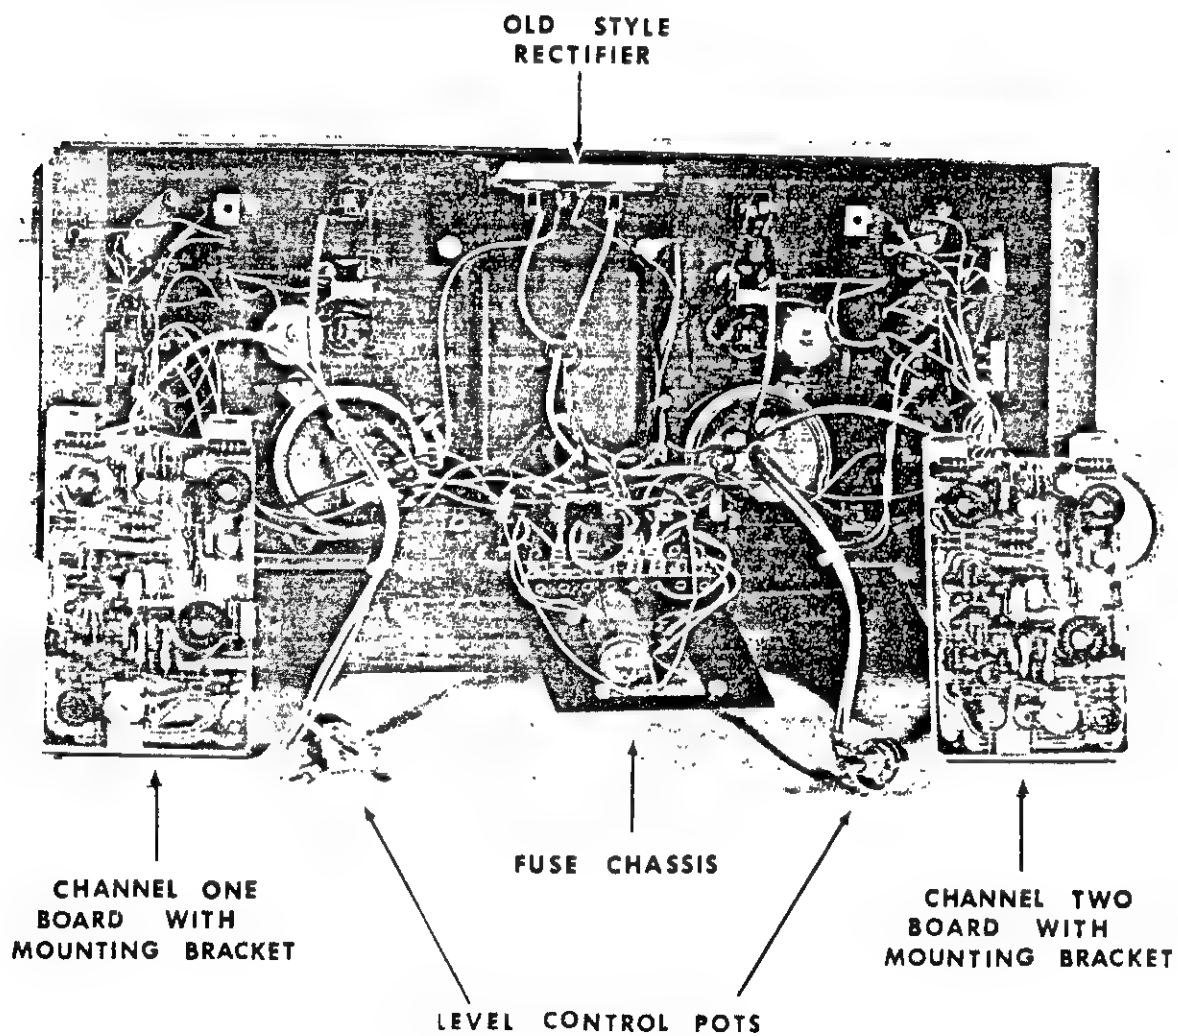 OLD STYLE
RECTIFIER
FUSE CHASSIS
CHANNEL ONE
BOARD WITH
MOUNTING BRACKET
CHANNEL TWO
BOARD WITH
MOUNTING BRACKET
LEVEL CONTROL POTS